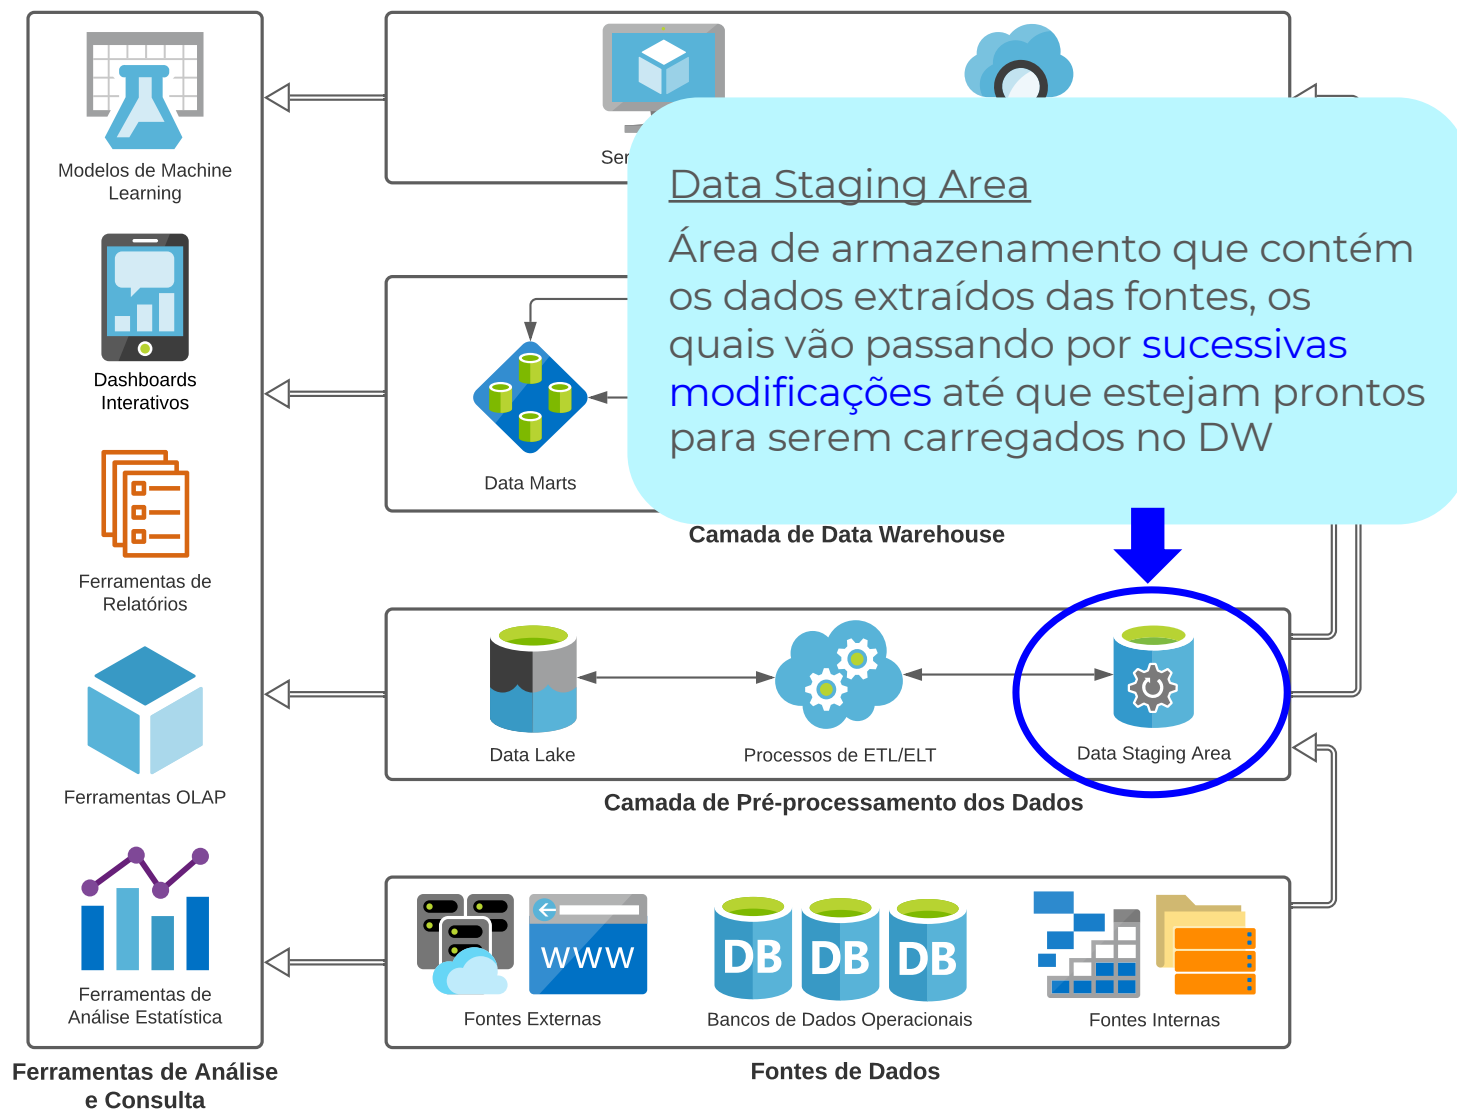 Modelos de Machine
Learning
Dashboards
Interativos
Ferramentas de
Relatórios
Ferramentas OLAP
Ferramentas de
Análise Estatística
Ferramentas de Análise
e Consulta
Data Staging Area
Área de armazenamento que contém
os dados extraídos das fontes, os
quais vão passando por sucessivas
modificações até que estejam prontos
para serem carregados no DW
Data Marts
Camada de Data Warehouse
Data Lake
Processos de ETL/ELT
Data Staging Area
Camada de Pré-processamento dos Dados
WWW
DB
DB
DB
Fontes Externas
Bancos de Dados Operacionais
Fontes Internas
Fontes de Dados